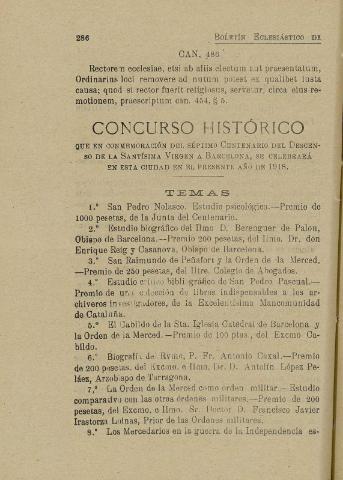 286 BOLETÍN ECLESIÁSTICO DE
CAN. 486
Rectorem ecclesiae, etsi ab aliis electum aut praesentatum,
Ordinarius loci removere ad nutum potest ex qualibet iusta
causa; quod si rector fuerit religiosus, servetur, circa eius re-
motionem, praescriptum can. 454, § 5.
CONCURSO HISTÓRICO
QUE EN CONMEMORACIÓN DEL SÉPTIMO CENTENARIO DEL DESCEN-
SO DE LA SANTÍSIMA VIRGEN A BARCELONA, SE CELEBRARÁ
EN ESTA CIUDAD EN EL PRESENTE AÑO DE 1918.
TEMAS
1.º San Pedro Nolasco. Estudio psicológico.—Premio de
1000 pesetas, de la Junta del Centenario.
2.º Estudio biográfico del Ilmo D. Berenguer de Palou,
Obispo de Barcelona.—Premio 200 pesetas, del Ilmo. Dr. don
Enrique Reig y Casanova, Obispo de Barcelona.
3.º San Raimundo de Peñafort y la Orden de la Merced.
—Premio de 250 pesetas, del Iltre. Colegio de Abogados.
4.º Estudio crítico bibliográfico de San Pedro Pascual.—
Premio de una colección de libros indispensables a los ar-
chiveros investigadores, de la Excelentísima Mancomunidad
de Cataluña.
5.º El Cabildo de la Sta. Iglesia Catedral de Barcelona y
la Orden de la Merced.—Premio de 100 ptas., del Excmo Ca-
bildo.
6.º Biografía del Rvmo. P. Fr. Antonio Caxal.—Premio
de 200 pesetas, del Excmo. e Ilmo. Dr. D. Antolín López Pe-
láez, Arzobispo de Tarragona.
7.º La Orden de la Merced como orden militar.—Estudio
comparativo con las otras órdenes militares.—Premio de 200
pesetas, del Excmo. e Ilmo. Sr. Doctor D. Francisco Javier
Irastorza Loinas, Prior de las Órdenes militares.
8.º Los Mercedarios en la guerra de la Independencia es-